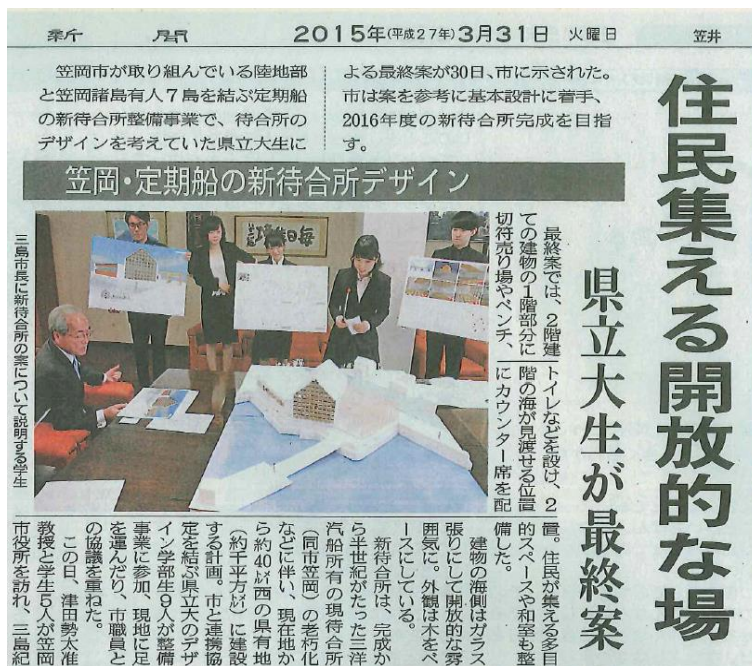 新聞 2015年(平成27年)3月31日 火曜日 笠井
住民集える開放的な場
県立大生が最終案
笠岡市が取り組んでいる陸地部
と笠岡諸島有人7島を結ぶ定期船
の新待合所整備事業で、待合所の
デザインを考えていた県立大生に
よる最終案が30日、市に示された。
市は案を参考に基本設計に着手、
2016年度の新待合所完成を目指
す。
笠岡・定期船の新待合所デザイン
最終案では、2階建
ての建物の1階部分に
切符売り場やベンチ、
トイレなどを設け、2
階の海が見渡せる位置
にカウンター席を配
置。住民が集える多目
的スペースや和室も整
備した。
建物の海側はガラス
張りにして開放的な雰
囲気に。外観は木をベ
ースにしている。
新待合所は、完成か
ら半世紀がたった三洋
汽船所有の現待合所
(同市笠岡)の老朽化
などに伴い、現在地か
ら約40㍍西の県有地
(約千平方㍍)に建設
する計画。市と連携協
定を結ぶ県立大のデザ
イン学部生9人が整備
事業に参加、現地に足
を運んだり、市職員と
の協議を重ねた。
この日、津田勢太准
教授と学生5人が笠岡
市役所を訪れ、三島紀
三島市長に新待合所の案について説明する学生